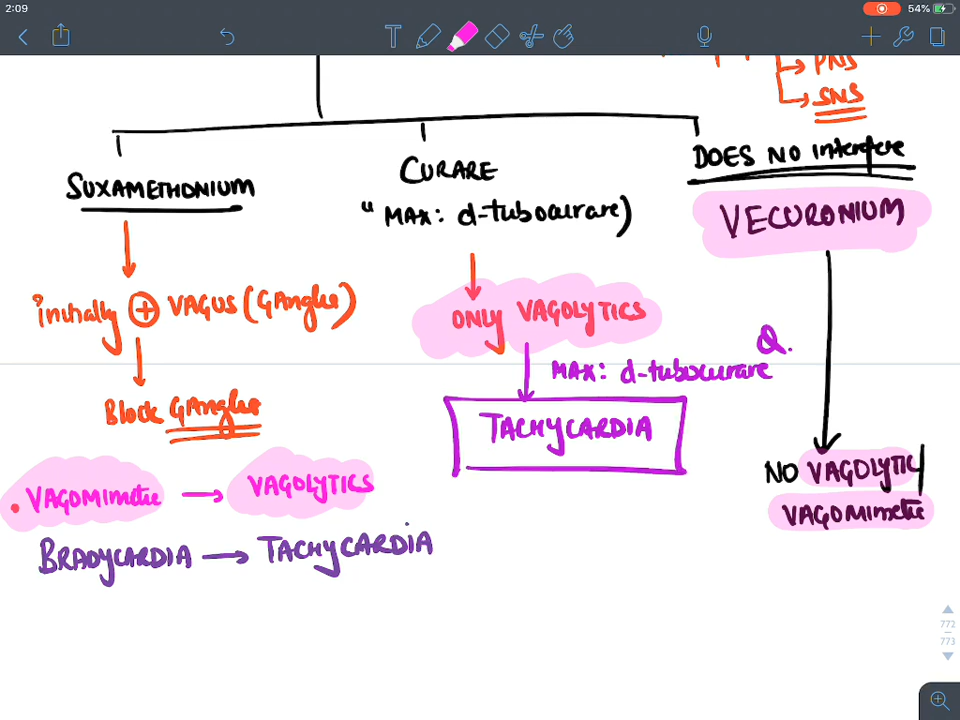 2:09
54%
T
PNS
SNS
SUXAMETHONIUM
CURARE
"MAX: d-tubocurare)
DOES NO interfere
VECURONIUM
initially + VAGUS (GAnglia)
Block GAnglia
VAGOMimetic → VAGOLYTICS
BRADYCARDIA → TACHYCARDIA
ONLY VAGOLYTICS
Q.
MAX: d-tubocurare
TACHYCARDIA
NO VAGOLYTIC/
VAGOMimetic
772
773